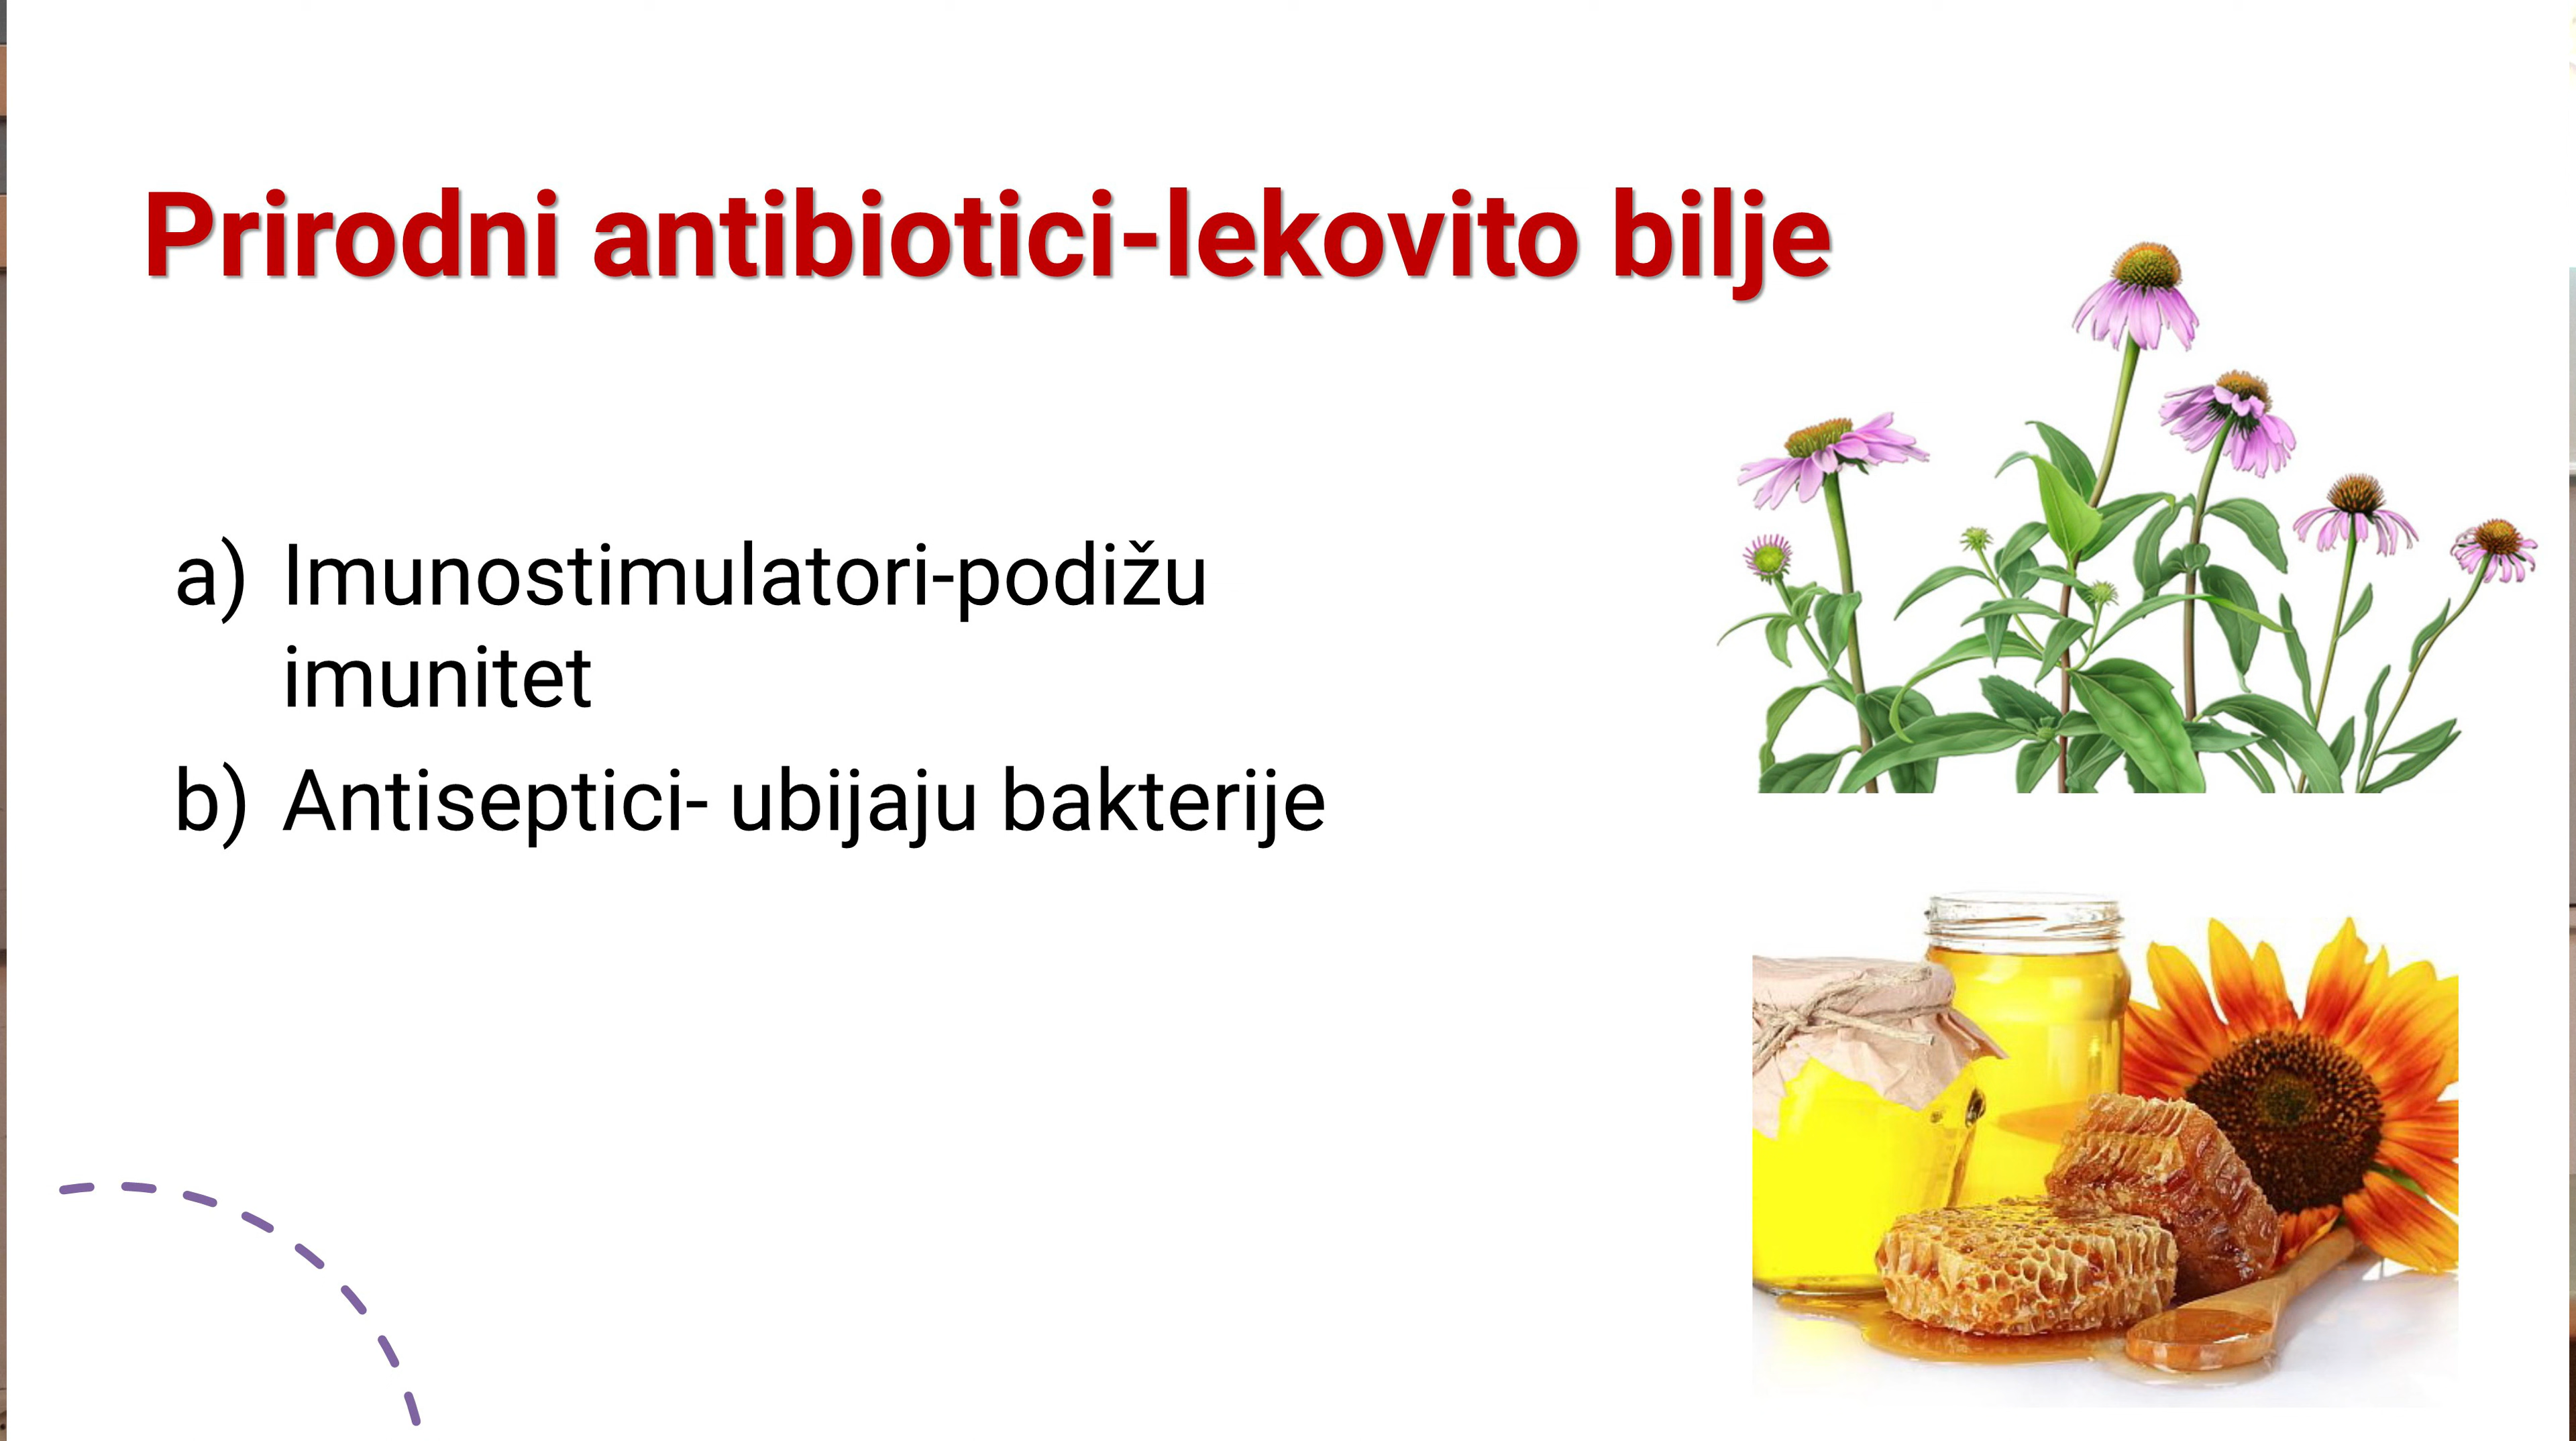 Prirodni antibiotici-lekovito bilje
a) Imunostimulatori-podižu
imunitet
b) Antiseptici- ubijaju bakterije